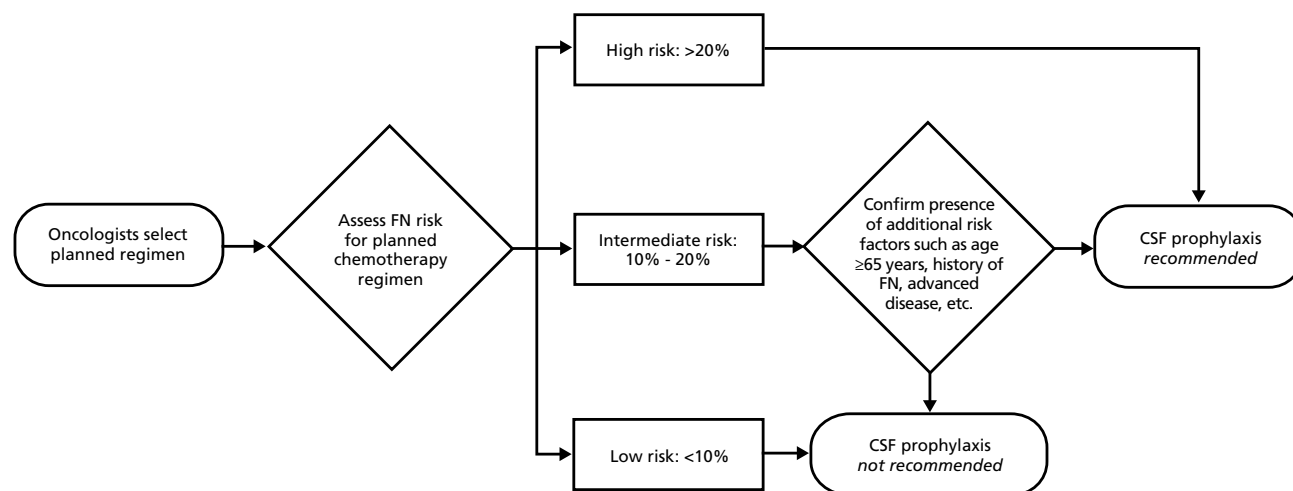 High risk: >20%
Oncologists select
planned regimen
Assess FN risk
for planned
chemotherapy
regimen
Intermediate risk:
10% - 20%
Confirm presence
of additional risk
factors such as age
≥65 years, history
of FN, advanced
disease, etc.
CSF prophylaxis
recommended
Low risk: <10%
CSF prophylaxis
not recommended